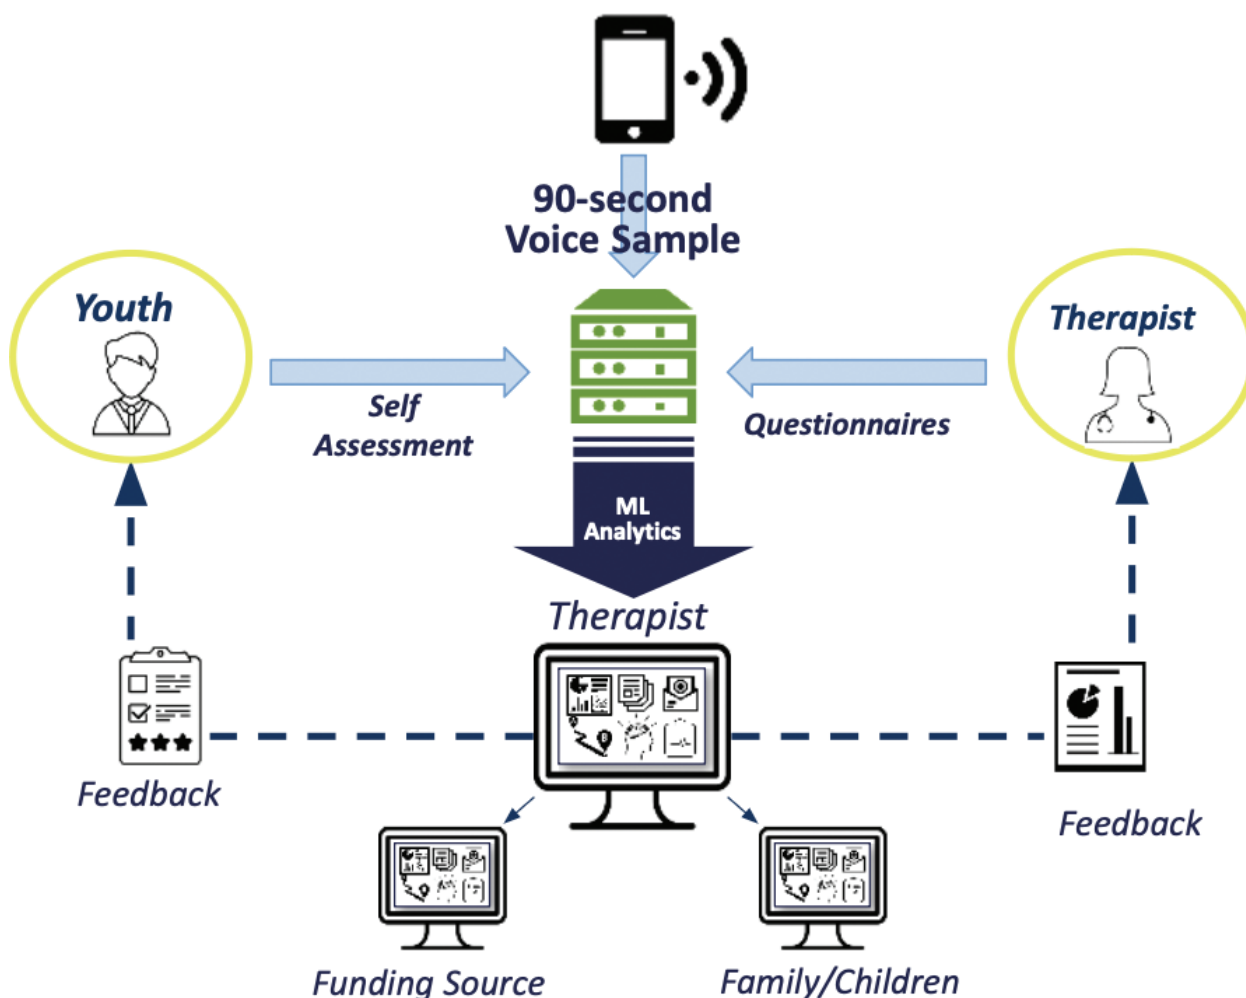 90-second
Voice Sample
Youth
Therapist
Self
Assessment
Questionnaires
ML
Analytics
Therapist
Feedback
Feedback
Funding Source
Family/Children